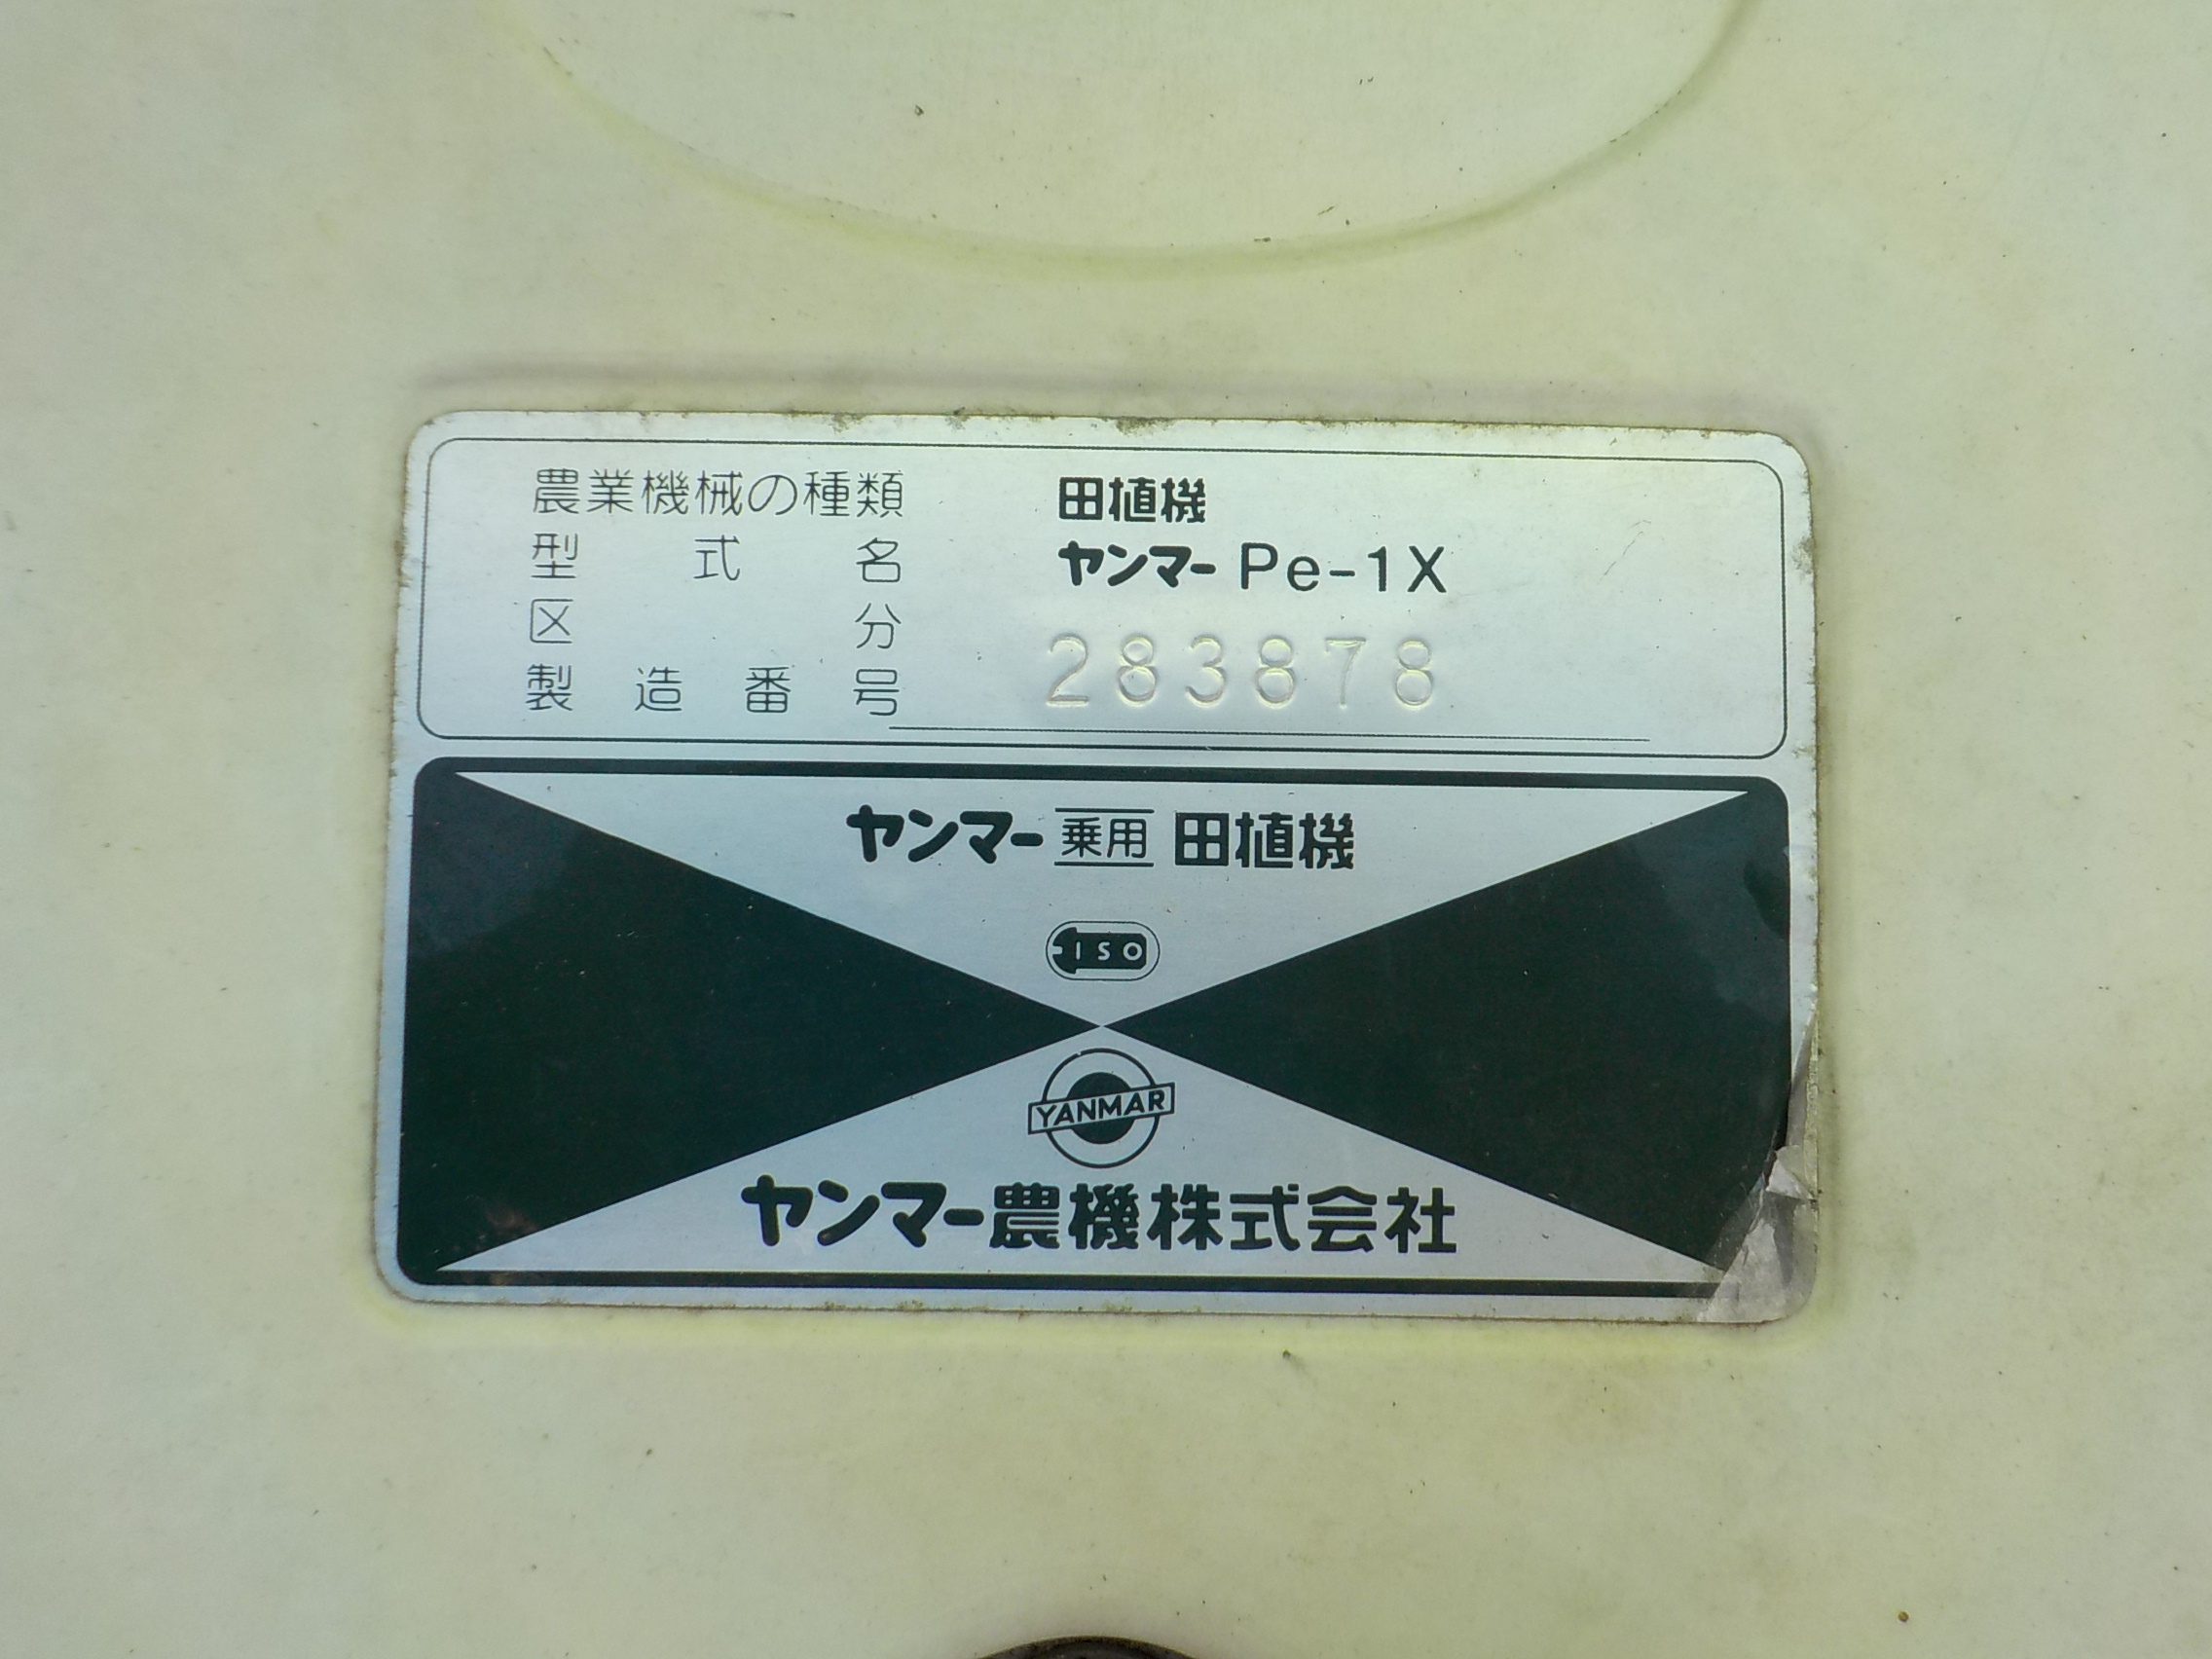 農業機械の種類 田植機
型式名 ヤンマー Pe-1X
区分
製造番号 283878
ヤンマー 乗用 田植機
ISO
YANMAR
ヤンマー農機株式会社